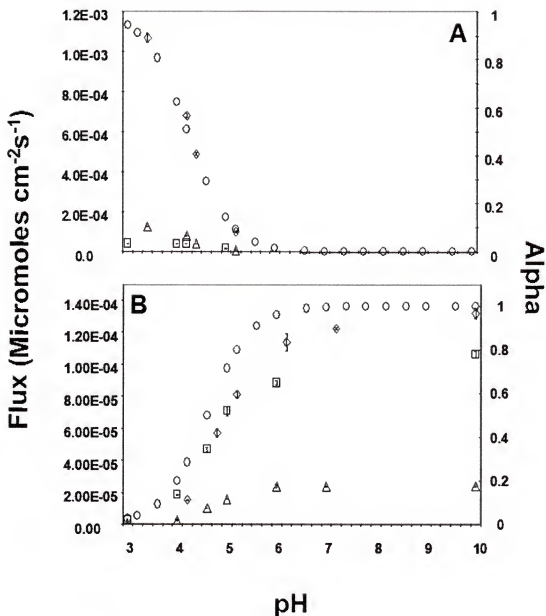 Flux (Micromoles cm-2s-1)
1.2E-03
1.0E-03
8.0E-04
6.0E-04
4.0E-04
2.0E-04
0.0
A
1
0.8
0.6
0.4
0.2
0
Alpha
1.40E-04
1.20E-04
1.00E-04
8.00E-05
6.00E-05
4.00E-05
2.00E-05
0.00
B
1
0.8
0.6
0.4
0.2
0
3 4 5 6 7 8 9 10
pH